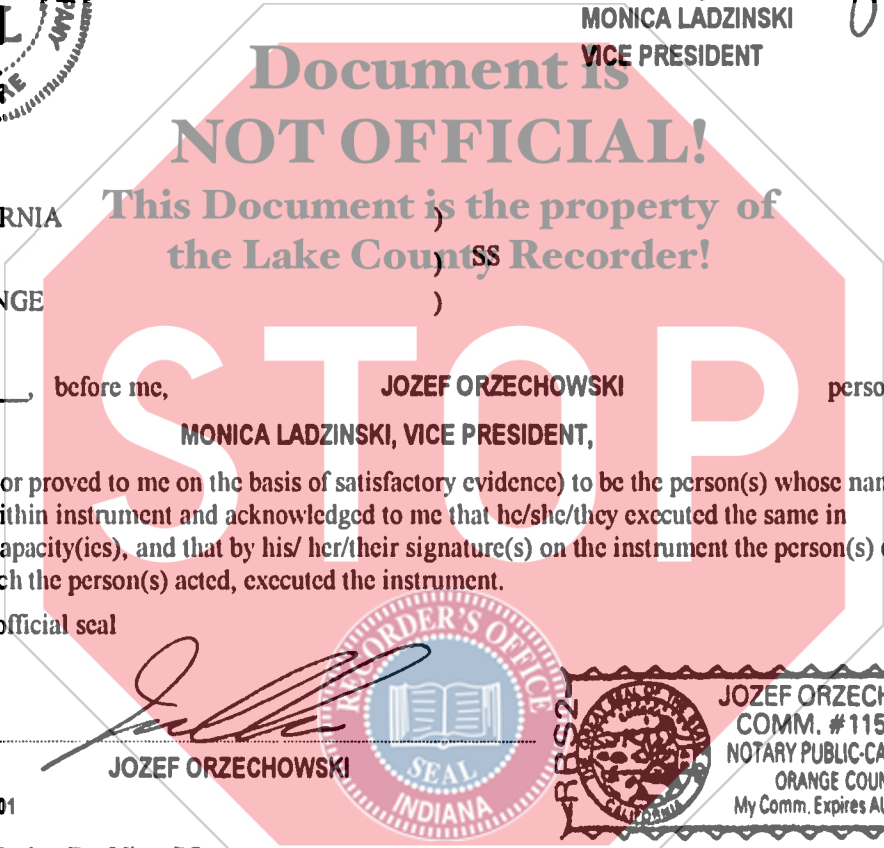 MONICA LADZINSKI
VICE PRESIDENT
Document is
NOT OFFICIAL!
This Document is the property of
the Lake County Recorder!
RNIA )
) SS
NGE )
STOP
, before me, JOZEF ORZECHOWSKI perso
MONICA LADZINSKI, VICE PRESIDENT,
or proved to me on the basis of satisfactory evidence) to be the person(s) whose nam
ithin instrument and acknowledged to me that he/she/they executed the same in
apacity(ies), and that by his/ her/their signature(s) on the instrument the person(s)
ch the person(s) acted, executed the instrument.
official seal
RECORDER'S OFFICE
SEAL
INDIANA
JOZEF ORZECHOWSKI
01
RBS2
CALIFORNIA
JOZEF ORZECH
COMM. #115
NOTARY PUBLIC-CA
ORANGE COUN
My Comm. Expires AU